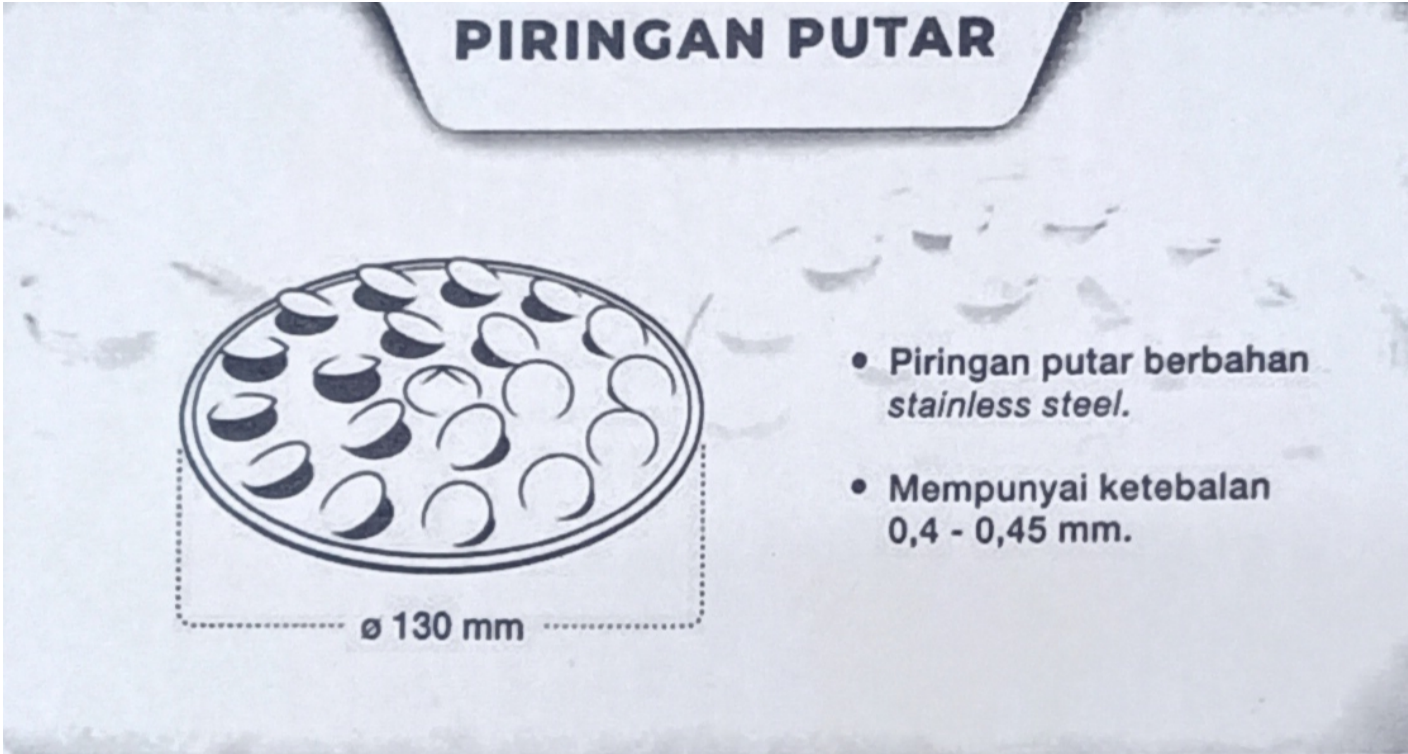 PIRINGAN PUTAR
• Piringan putar berbahan
stainless steel.
• Mempunyai ketebalan
0,4 - 0,45 mm.
ø 130 mm